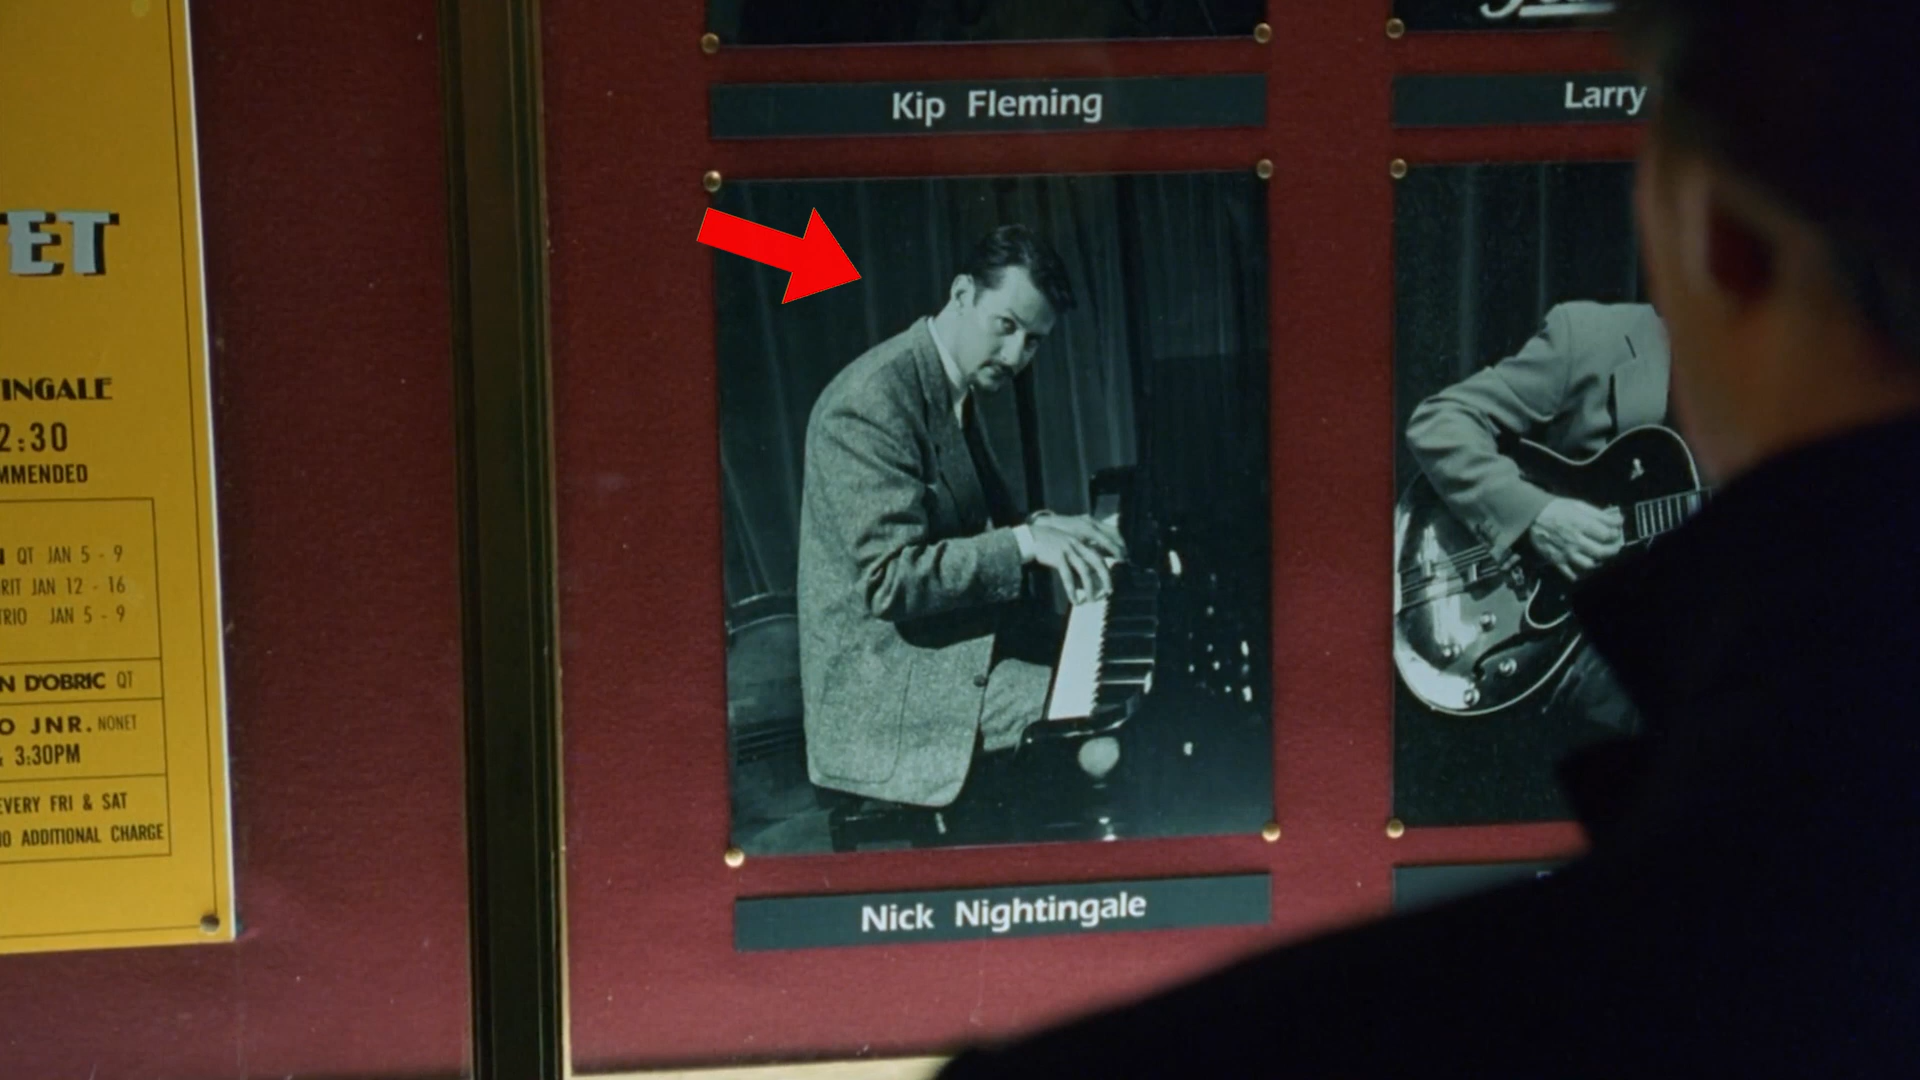 ET
INGALE
2:30
MMENDED
QT JAN 5 - 9
RIT JAN 12 - 16
TRIO JAN 5 - 9
N D'OBRIC QT
O JNR. NONET
& 3:30PM
EVERY FRI & SAT
NO ADDITIONAL CHARGE
Kip Fleming
Larry
Nick Nightingale